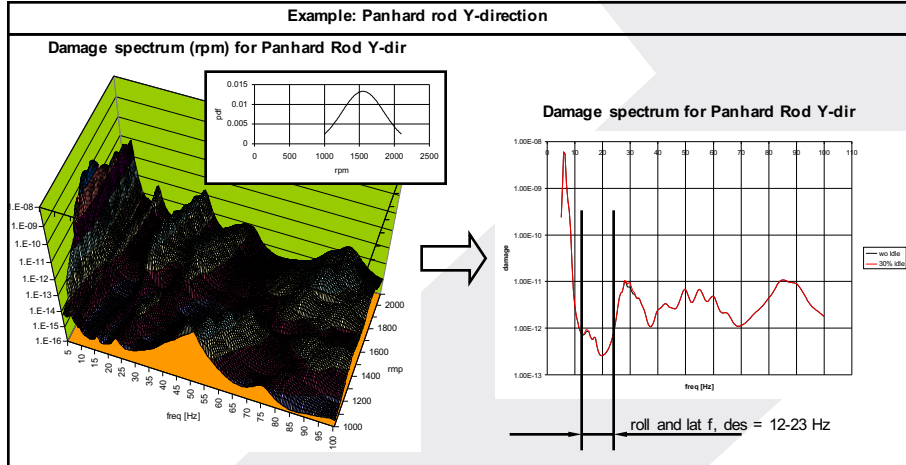 Example: Panhard rod Y-direction
Damage spectrum (rpm) for Panhard Rod Y-dir
0.015
0.01
0.005
0
pdf
0 500 1000 1500 2000 2500
rpm
1.E-08
1.E-09
1.E-10
1.E-11
1.E-12
1.E-13
1.E-14
1.E-15
1.E-16
5 10 15 20 25 30 35 40 45 50 55 60 65 70 75 80 85 90 95 100
freq [Hz]
2000
1800
1600
1400
1200
1000
rmp
Damage spectrum for Panhard Rod Y-dir
1.00E-08
1.00E-09
1.00E-10
1.00E-11
1.00E-12
1.00E-13
damage
0 10 20 30 40 50 60 70 80 90 100 110
freq [Hz]
wo idle
30% idle
roll and lat f, des = 12-23 Hz